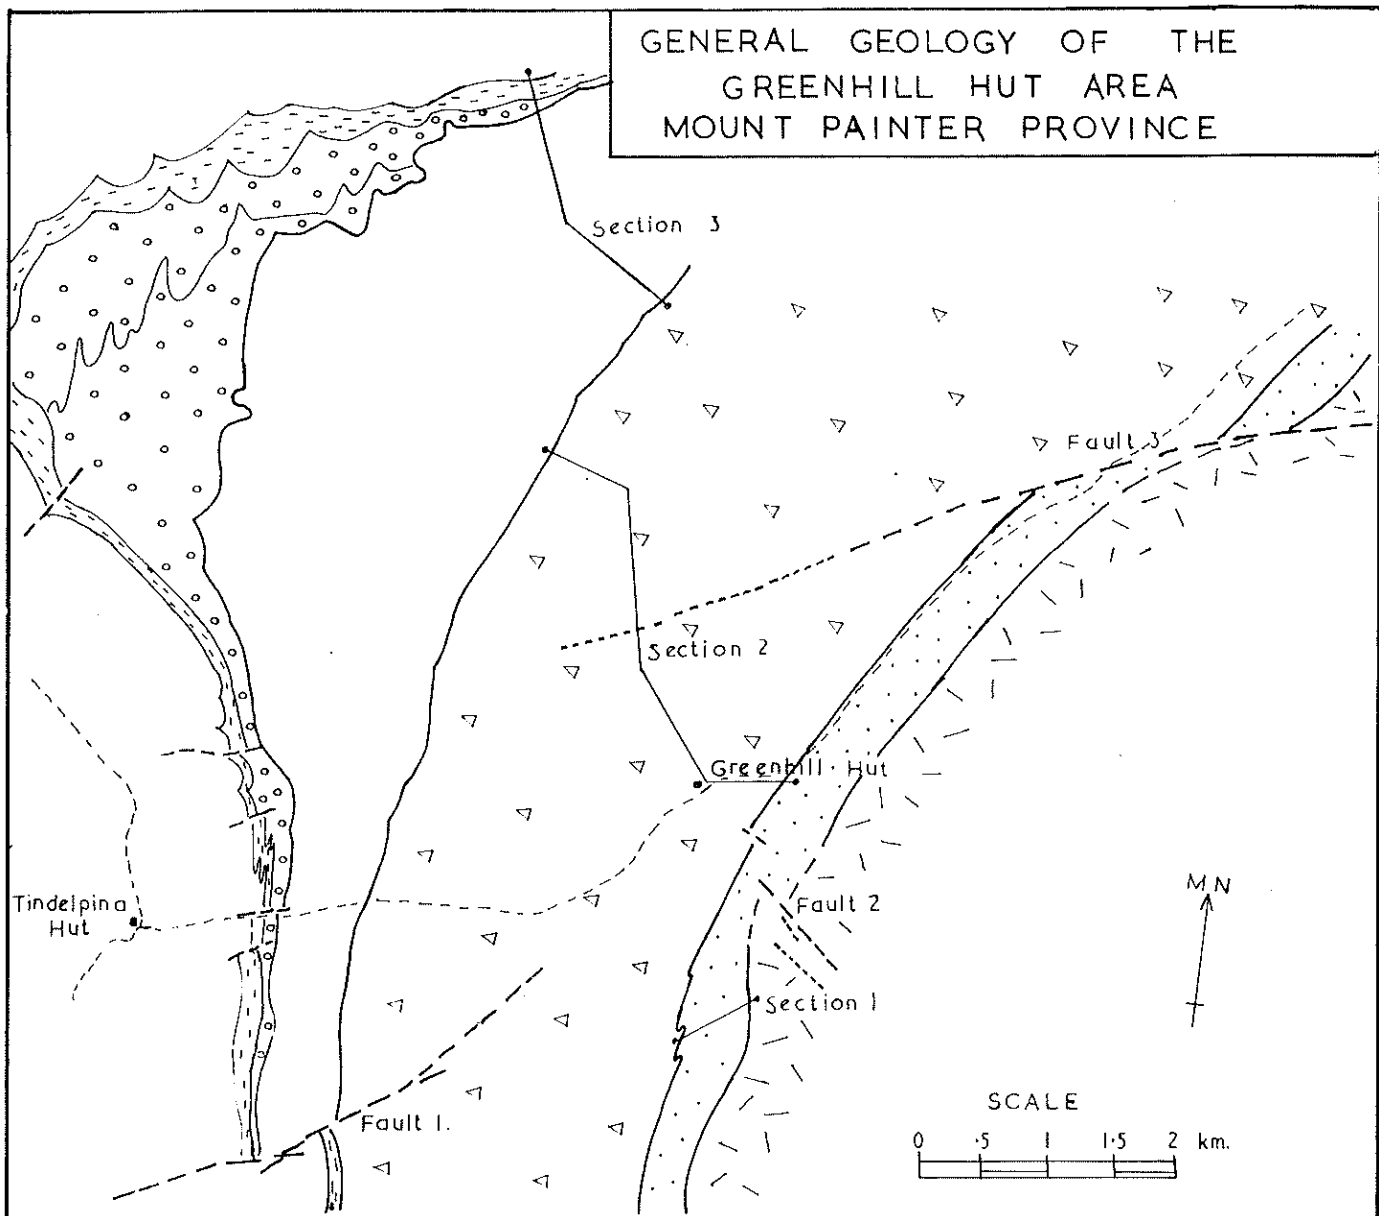 GENERAL GEOLOGY OF THE
GREENHILL HUT AREA
MOUNT PAINTER PROVINCE
Section 3
Fault 3
Section 2
Greenhill Hut
Tindelpina
Hut
Fault 2
MN
Section 1
Fault 1.
SCALE
0 .5 1 1.5 2 km.